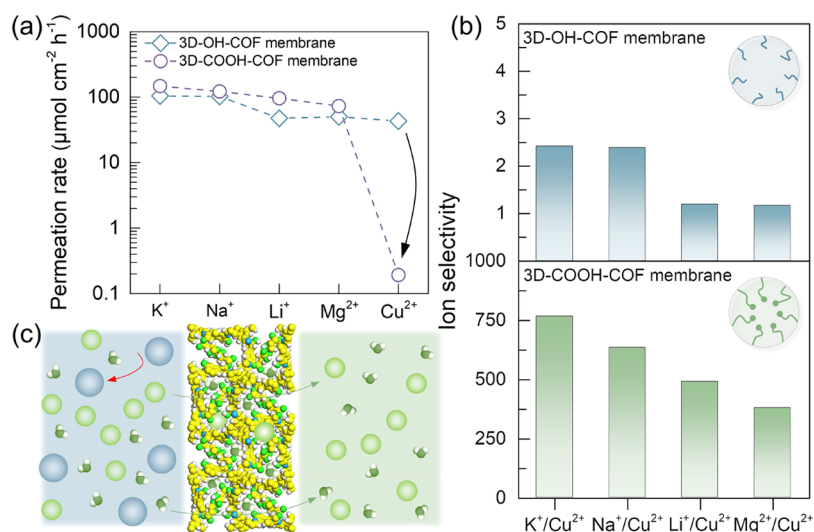 (a)
1000
100
10
1
0.1
Permeation rate (µmol cm⁻² h⁻¹)
3D-OH-COF membrane
3D-COOH-COF membrane
K⁺ Na⁺ Li⁺ Mg²⁺ Cu²⁺
(b)
5
4
3
2
1
3D-OH-COF membrane
Ion selectivity
1000
750
500
250
0
3D-COOH-COF membrane
K⁺/Cu²⁺ Na⁺/Cu²⁺ Li⁺/Cu²⁺ Mg²⁺/Cu²⁺
(c)